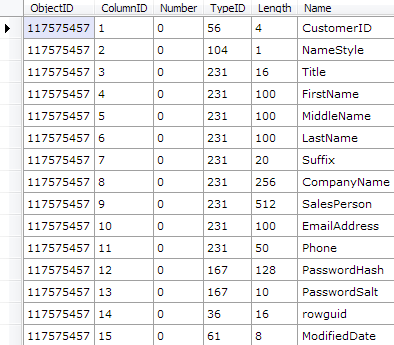 ObjectID ColumnID Number TypeID Length Name
117575457 1 0 56 4 CustomerID
117575457 2 0 104 1 NameStyle
117575457 3 0 231 16 Title
117575457 4 0 231 100 FirstName
117575457 5 0 231 100 MiddleName
117575457 6 0 231 100 LastName
117575457 7 0 231 20 Suffix
117575457 8 0 231 256 CompanyName
117575457 9 0 231 512 SalesPerson
117575457 10 0 231 100 EmailAddress
117575457 11 0 231 50 Phone
117575457 12 0 167 128 PasswordHash
117575457 13 0 167 10 PasswordSalt
117575457 14 0 36 16 rowguid
117575457 15 0 61 8 ModifiedDate